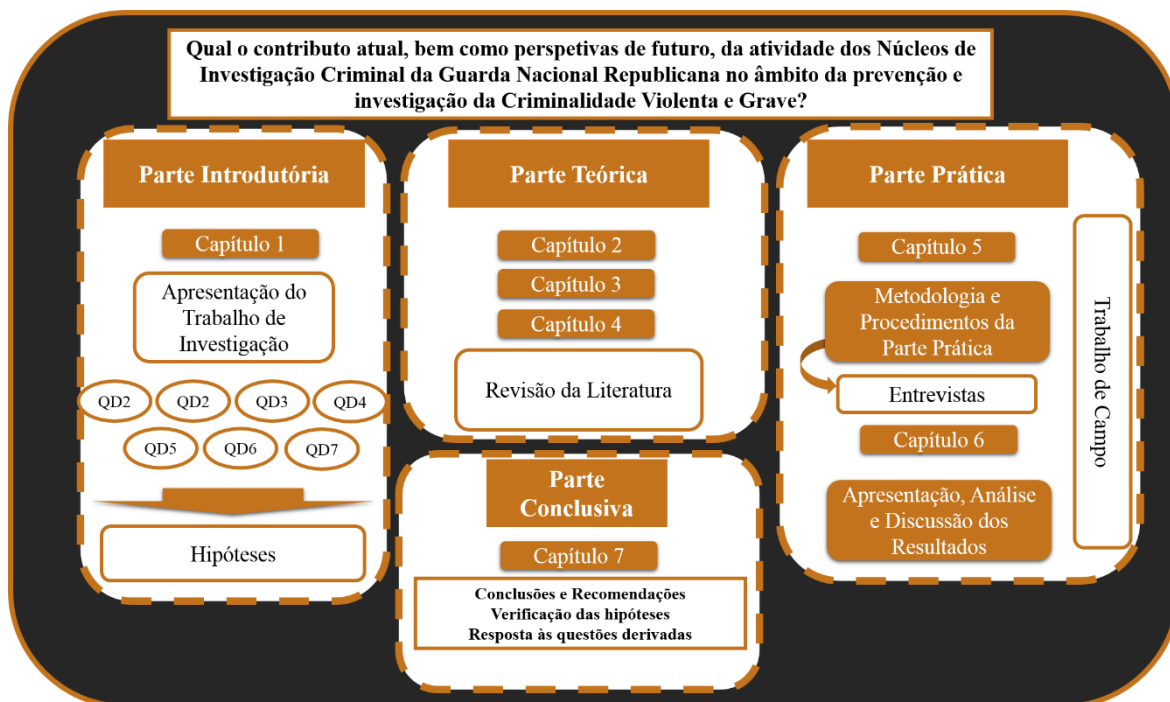 Qual o contributo atual, bem como perspetivas de futuro, da atividade dos Núcleos de
Investigação Criminal da Guarda Nacional Republicana no âmbito da prevenção e
investigação da Criminalidade Violenta e Grave?
Parte Introdutória
Capítulo 1
Apresentação do
Trabalho de
Investigação
QD2
QD2
QD3
QD4
QD5
QD6
QD7
Hipóteses
Parte Teórica
Capítulo 2
Capítulo 3
Capítulo 4
Revisão da Literatura
Parte Prática
Capítulo 5
Metodologia e
Procedimentos da
Parte Prática
Entrevistas
Capítulo 6
Apresentação, Análise
e Discussão dos
Resultados
Trabalho de Campo
Parte
Conclusiva
Capítulo 7
Conclusões e Recomendações
Verificação das hipóteses
Resposta às questões derivadas